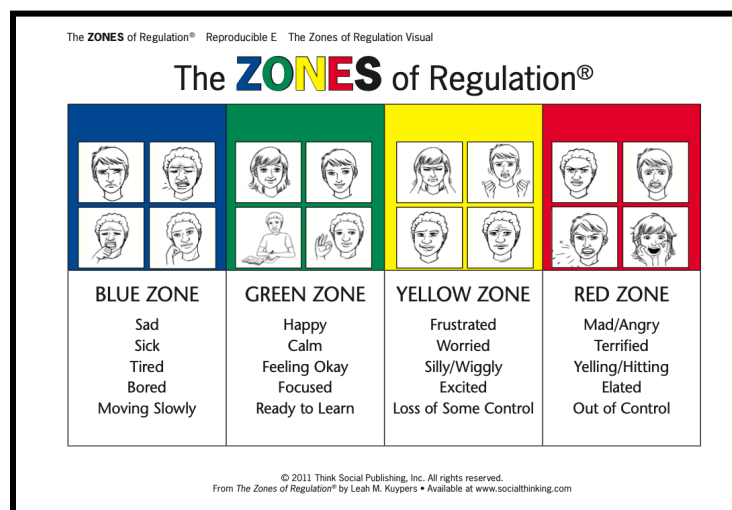 The ZONES of Regulation® Reproducible E The Zones of Regulation Visual
The ZONES of Regulation®
BLUE ZONE
Sad
Sick
Tired
Bored
Moving Slowly
GREEN ZONE
Happy
Calm
Feeling Okay
Focused
Ready to Learn
YELLOW ZONE
Frustrated
Worried
Silly/Wiggly
Excited
Loss of Some Control
RED ZONE
Mad/Angry
Terrified
Yelling/Hitting
Elated
Out of Control
© 2011 Think Social Publishing, Inc. All rights reserved.
From The Zones of Regulation® by Leah M. Kuypers • Available at www.socialthinking.com